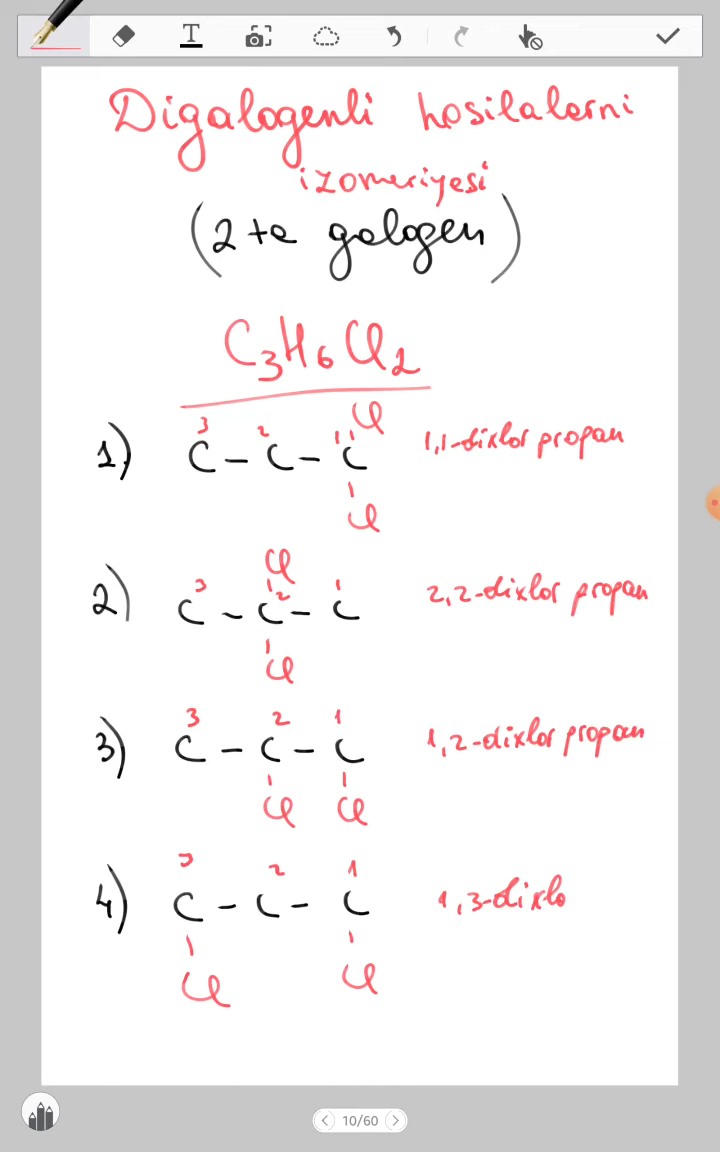 T
Digalogenli hosilalarni
izomeriyesi
(2 ta galogen)
C3H6Cl2
Cl
3 2 1
1) C - C - C 1,1-dixlor propan
Cl
Cl
3 2 1
2) C - C - C 2,2-dixlor propan
Cl
3 2 1
3) C - C - C 1,2-dixlor propan
Cl Cl
3 2 1
4) C - C - C 1,3-dixlo
Cl Cl
10/60